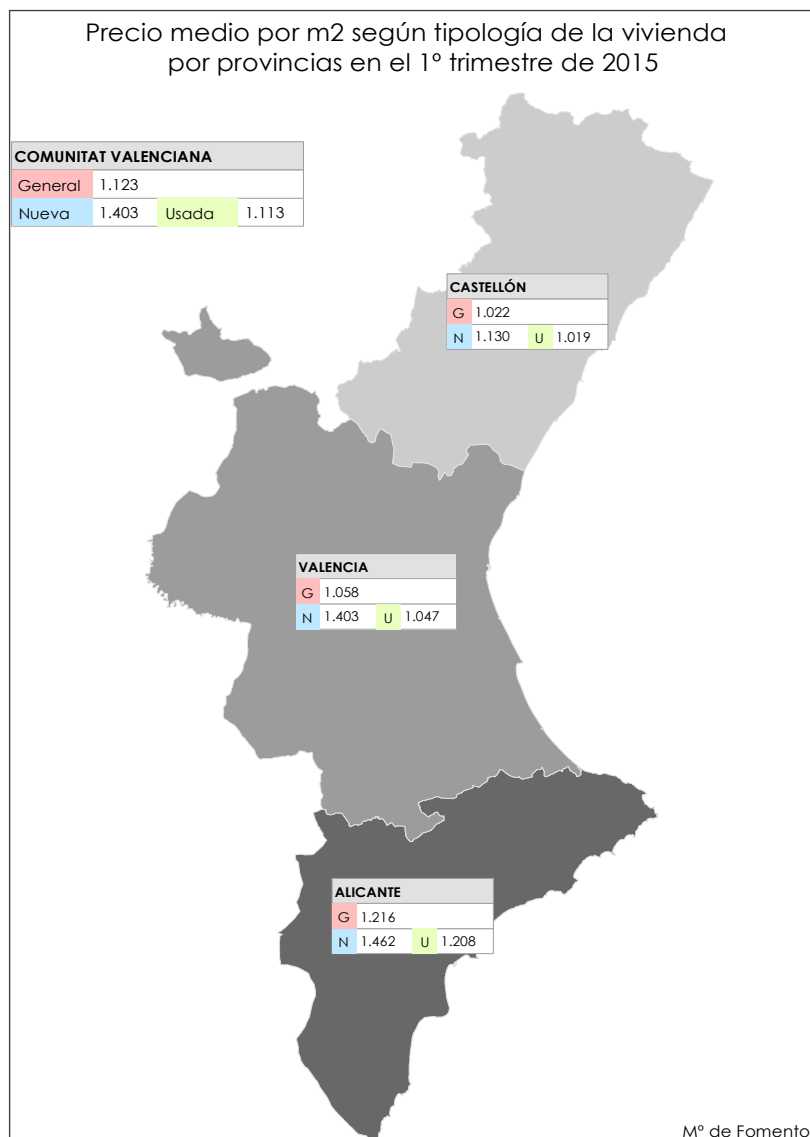 Precio medio por m2 según tipología de la vivienda
por provincias en el 1º trimestre de 2015
COMUNITAT VALENCIANA
General 1.123
Nueva 1.403 Usada 1.113
CASTELLÓN
G 1.022
N 1.130 U 1.019
VALENCIA
G 1.058
N 1.403 U 1.047
ALICANTE
G 1.216
N 1.462 U 1.208
Mº de Fomento